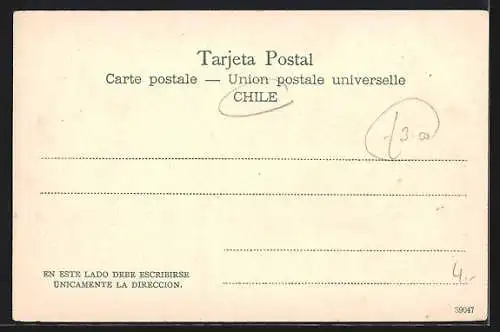 Tarjeta Postal
Carte postale — Union postale universelle
CHILE
3.00
EN ESTE LADO DEBE ESCRIBIRSE
UNICAMENTE LA DIRECCION.
4.-
39047